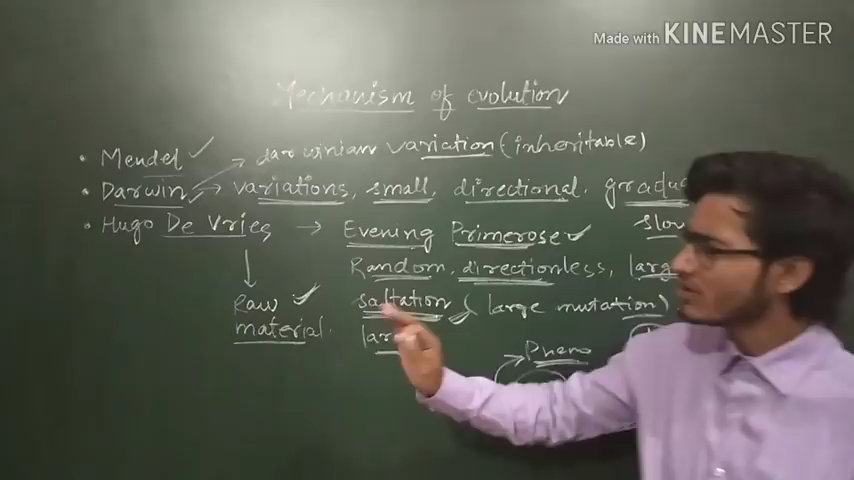 Made with KINEMASTER
Mechanism of evolution
• Mendel
darwinian variation (inheritable)
• Darwin → variations, small, directional, gradu
slow
• Hugo De Vries → Evening Primerose
Random, directionless, larg
Raw material.
saltation (large mutation)
Pheno